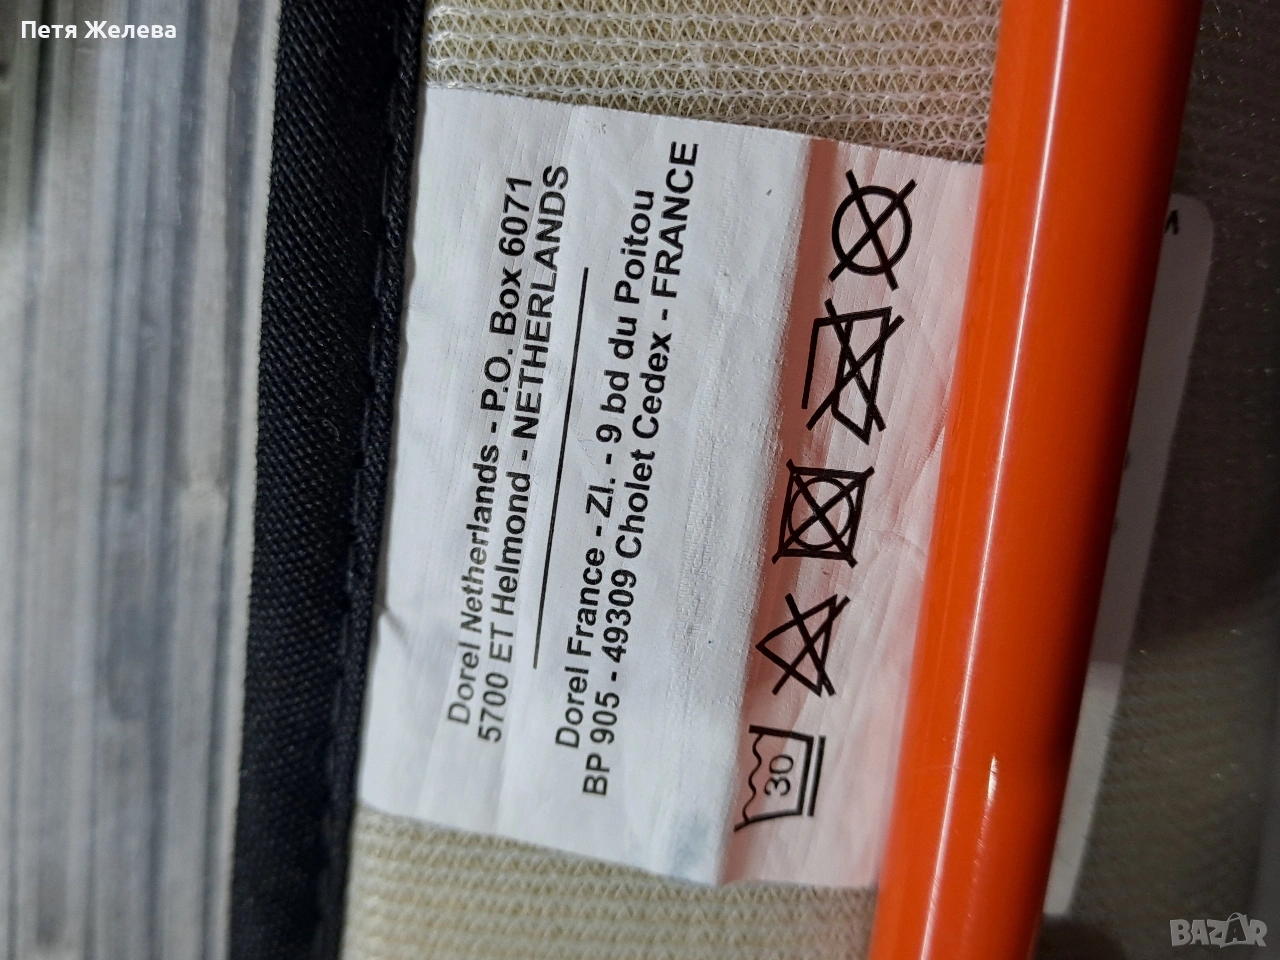 Петя Желева
Dorel Netherlands - P.O. Box 6071
5700 ET Helmond - NETHERLANDS
Dorel France - ZI. - 9 bd du Poitou
BP 905 - 49309 Cholet Cedex - FRANCE
30
BAZAR